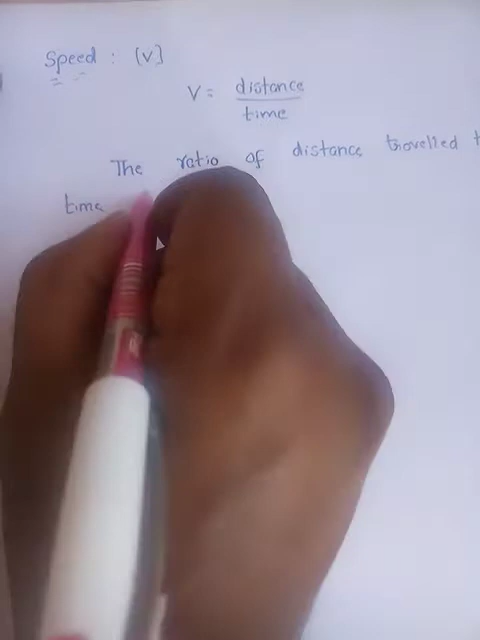 Speed : [v]
v = distance
time
The ratio of distance travelled t
time